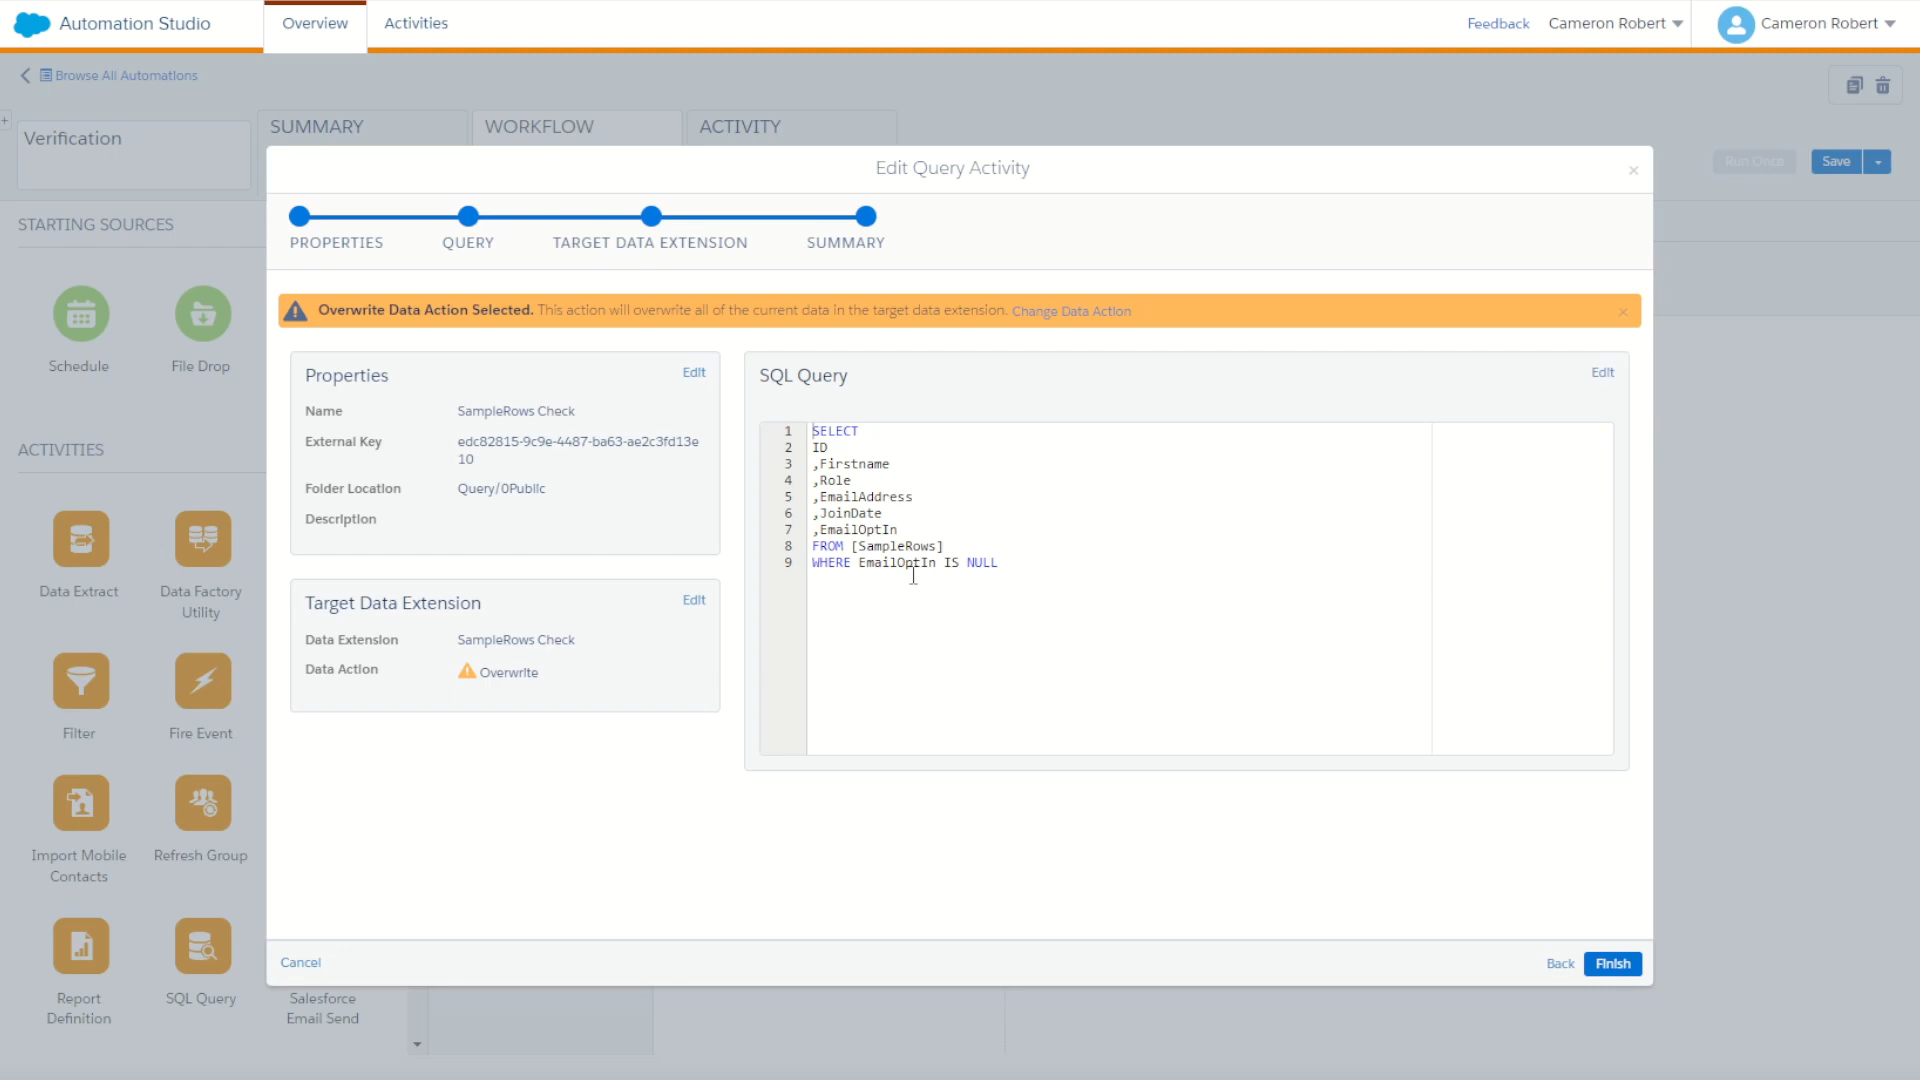 Automation Studio
Overview
Activities
Feedback
Cameron Robert
Cameron Robert
Browse All Automations
+
Verification
SUMMARY
WORKFLOW
ACTIVITY
Run Once
Save
STARTING SOURCES
Schedule
File Drop
ACTIVITIES
Data Extract
Data Factory
Utility
Filter
Fire Event
Import Mobile
Contacts
Refresh Group
Report
Definition
SQL Query
Salesforce
Email Send
Edit Query Activity
×
PROPERTIES
QUERY
TARGET DATA EXTENSION
SUMMARY
Overwrite Data Action Selected. This action will overwrite all of the current data in the target data extension. Change Data Action ×
Properties
Edit
Name
SampleRows Check
External Key
edc82815-9c9e-4487-ba63-ae2c3fd13e
10
Folder Location
Query/0Public
Description
Target Data Extension
Edit
Data Extension
SampleRows Check
Data Action
Overwrite
SQL Query
Edit
1 SELECT
2 ID
3 ,Firstname
4 ,Role
5 ,EmailAddress
6 ,JoinDate
7 ,EmailOptIn
8 FROM [SampleRows]
9 WHERE EmailOptIn IS NULL
Cancel
Back
Finish